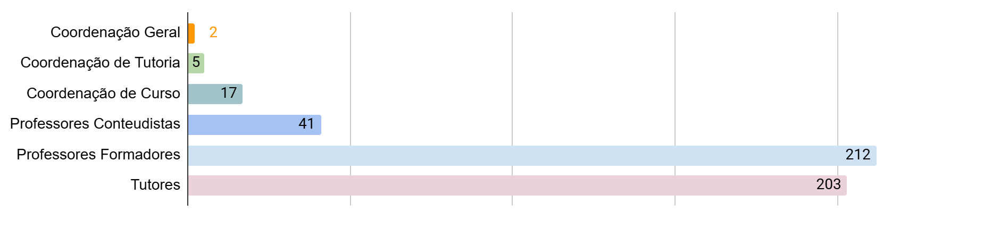 Coordenação Geral 2
Coordenação de Tutoria 5
Coordenação de Curso 17
Professores Conteudistas 41
Professores Formadores 212
Tutores 203